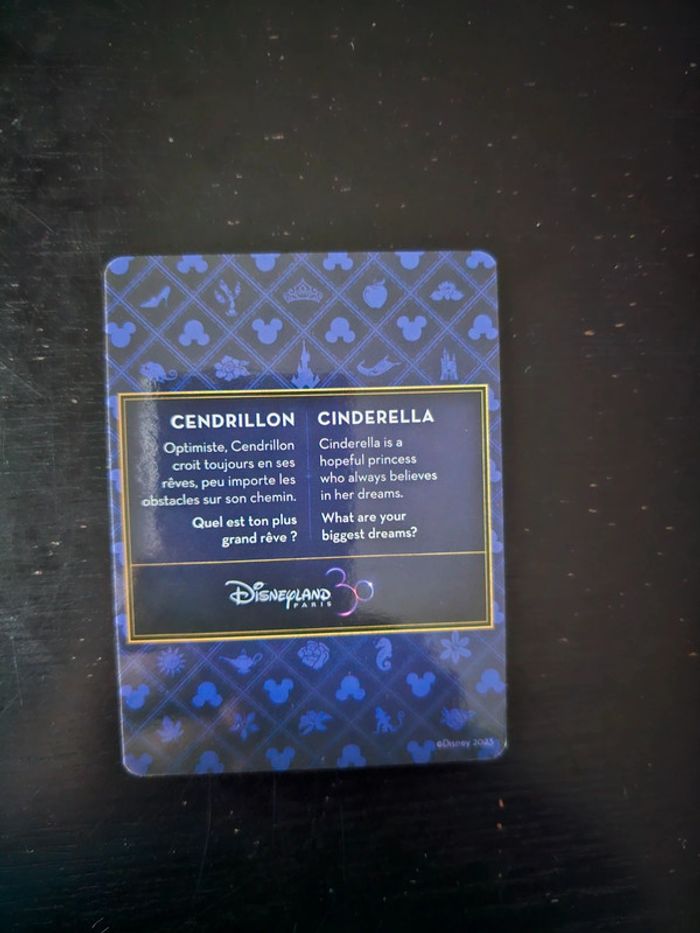 CENDRILLON
Optimiste, Cendrillon
croit toujours en ses
rêves, peu importe les
obstacles sur son chemin.
Quel est ton plus
grand rêve ?
CINDERELLA
Cinderella is a
hopeful princess
who always believes
in her dreams.
What are your
biggest dreams?
DISNEYLAND 30
PARIS
©Disney 2023